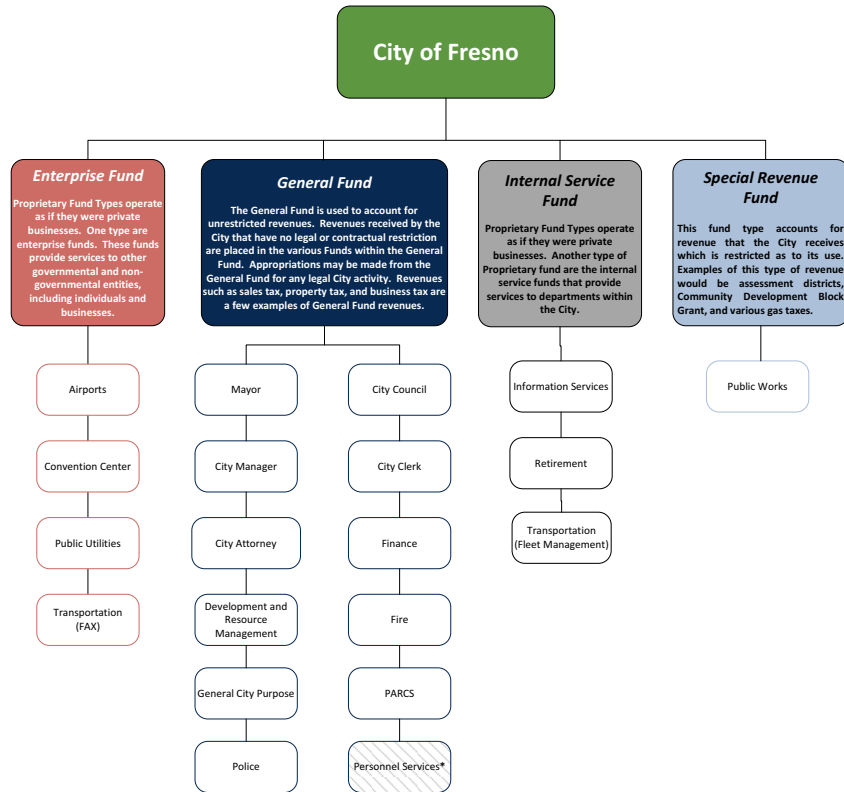 City of Fresno
Enterprise Fund
Proprietary Fund Types operate
as if they were private
businesses. One type are
enterprise funds. These funds
provide services to other
governmental and non-
governmental entities,
including individuals and
businesses.
General Fund
The General Fund is used to account for
unrestricted revenues. Revenues received by the
City that have no legal or contractual restriction
are placed in the various Funds within the General
Fund. Appropriations may be made from the
General Fund for any legal City activity. Revenues
such as sales tax, property tax, and business tax are
a few examples of General Fund revenues.
Internal Service
Fund
Proprietary Fund Types operate
as if they were private
businesses. Another type of
Proprietary fund are the internal
service funds that provide
services to departments within
the City.
Special Revenue
Fund
This fund type accounts for
revenue that the City receives
which is restricted as to its use.
Examples of this type of revenue
would be assessment districts,
Community Development Block
Grant, and various gas taxes.
Airports
Convention Center
Public Utilities
Transportation
(FAX)
Mayor
City Manager
City Attorney
Development and
Resource
Management
General City Purpose
Police
City Council
City Clerk
Finance
Fire
PARCS
Personnel Services*
Information Services
Retirement
Transportation
(Fleet Management)
Public Works